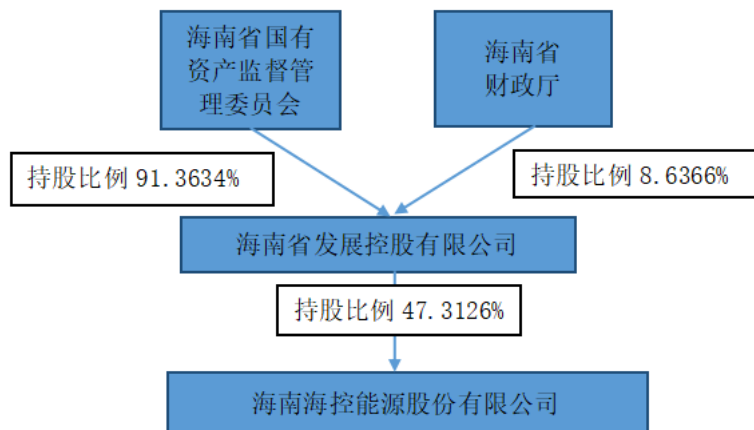 海南省国有
资产监督管
理委员会
海南省
财政厅
持股比例 91.3634%
持股比例 8.6366%
海南省发展控股有限公司
持股比例 47.3126%
海南海控能源股份有限公司